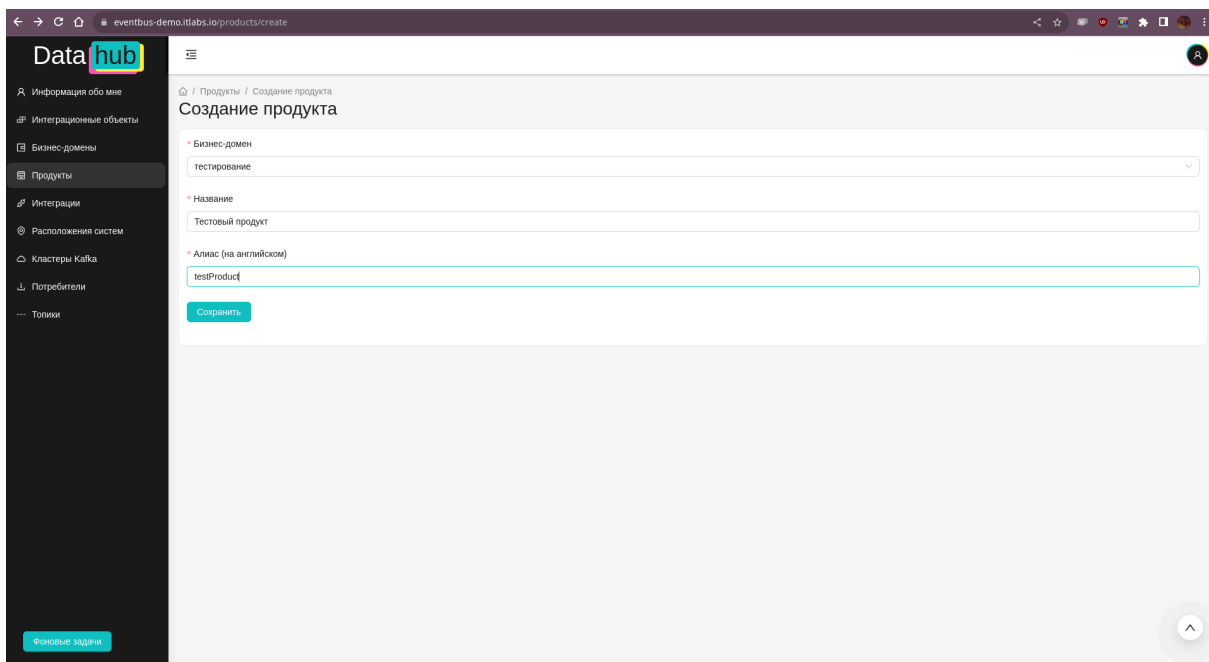 eventbus-demo.itlabs.io/products/create
Data hub
Информация обо мне
Интеграционные объекты
Бизнес-домены
Продукты
Интеграции
Расположения систем
Кластеры Kafka
Потребители
Топики
Фоновые задачи
/ Продукты / Создание продукта
Создание продукта
* Бизнес-домен
тестирование
* Название
Тестовый продукт
* Алиас (на английском)
testProduct
Сохранить